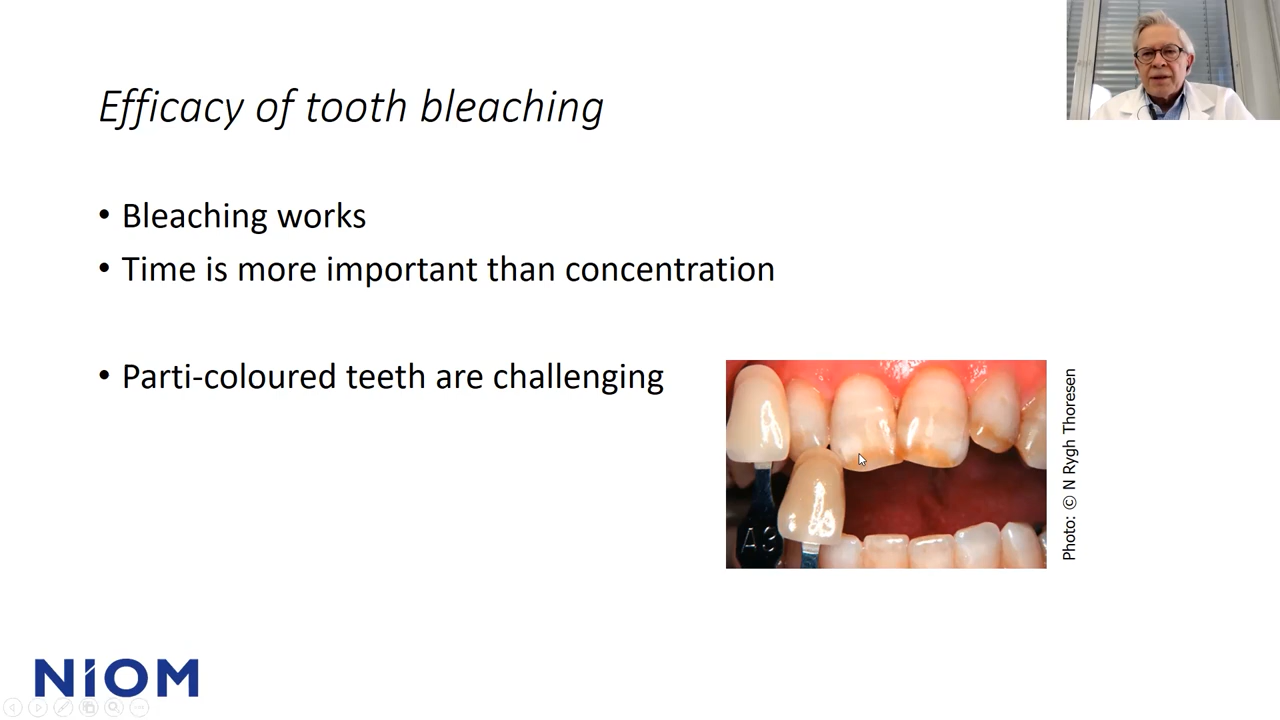 Efficacy of tooth bleaching
• Bleaching works
• Time is more important than concentration
• Parti-coloured teeth are challenging
A3
Photo: © N Rygh Thoresen
NIOM